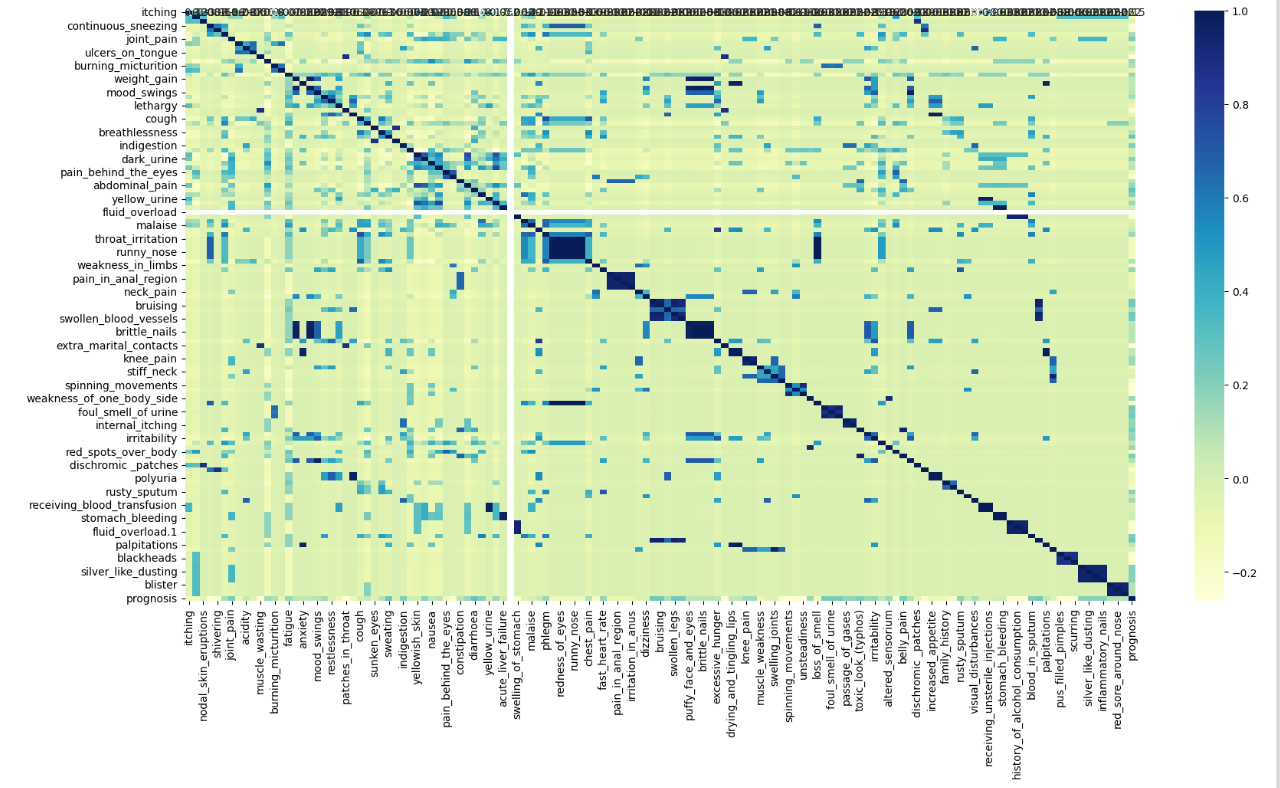 itching
continuous_sneezing
joint_pain
ulcers_on_tongue
burning_micturition
weight_gain
mood_swings
lethargy
cough
breathlessness
indigestion
dark_urine
pain_behind_the_eyes
abdominal_pain
yellow_urine
fluid_overload
malaise
throat_irritation
runny_nose
weakness_in_limbs
pain_in_anal_region
neck_pain
bruising
swollen_blood_vessels
brittle_nails
extra_marital_contacts
knee_pain
stiff_neck
spinning_movements
weakness_of_one_body_side
foul_smell_of urine
internal_itching
irritability
red_spots_over_body
dischromic _patches
polyuria
rusty_sputum
receiving_blood_transfusion
stomach_bleeding
fluid_overload.1
palpitations
blackheads
silver_like_dusting
blister
prognosis
itching
nodal_skin_eruptions
shivering
joint_pain
acidity
muscle_wasting
burning_micturition
fatigue
anxiety
mood_swings
restlessness
patches_in_throat
cough
sunken_eyes
sweating
indigestion
yellowish_skin
nausea
pain_behind_the_eyes
constipation
diarrhoea
yellow_urine
acute_liver_failure
swelling_of_stomach
malaise
phlegm
redness_of_eyes
runny_nose
chest_pain
fast_heart_rate
pain_in_anal_region
irritation_in_anus
dizziness
bruising
swollen_legs
puffy_face_and_eyes
brittle_nails
excessive_hunger
drying_and_tingling_lips
knee_pain
muscle_weakness
swelling_joints
spinning_movements
unsteadiness
loss_of_smell
foul_smell_of urine
passage_of_gases
toxic_look_(typhos)
irritability
altered_sensorium
belly_pain
dischromic _patches
increased_appetite
family_history
rusty_sputum
visual_disturbances
receiving_unsterile_injections
stomach_bleeding
history_of_alcohol_consumption
blood_in_sputum
palpitations
pus_filled_pimples
scurring
silver_like_dusting
inflammatory_nails
red_sore_around_nose
prognosis
1.0
0.8
0.6
0.4
0.2
0.0
−0.2